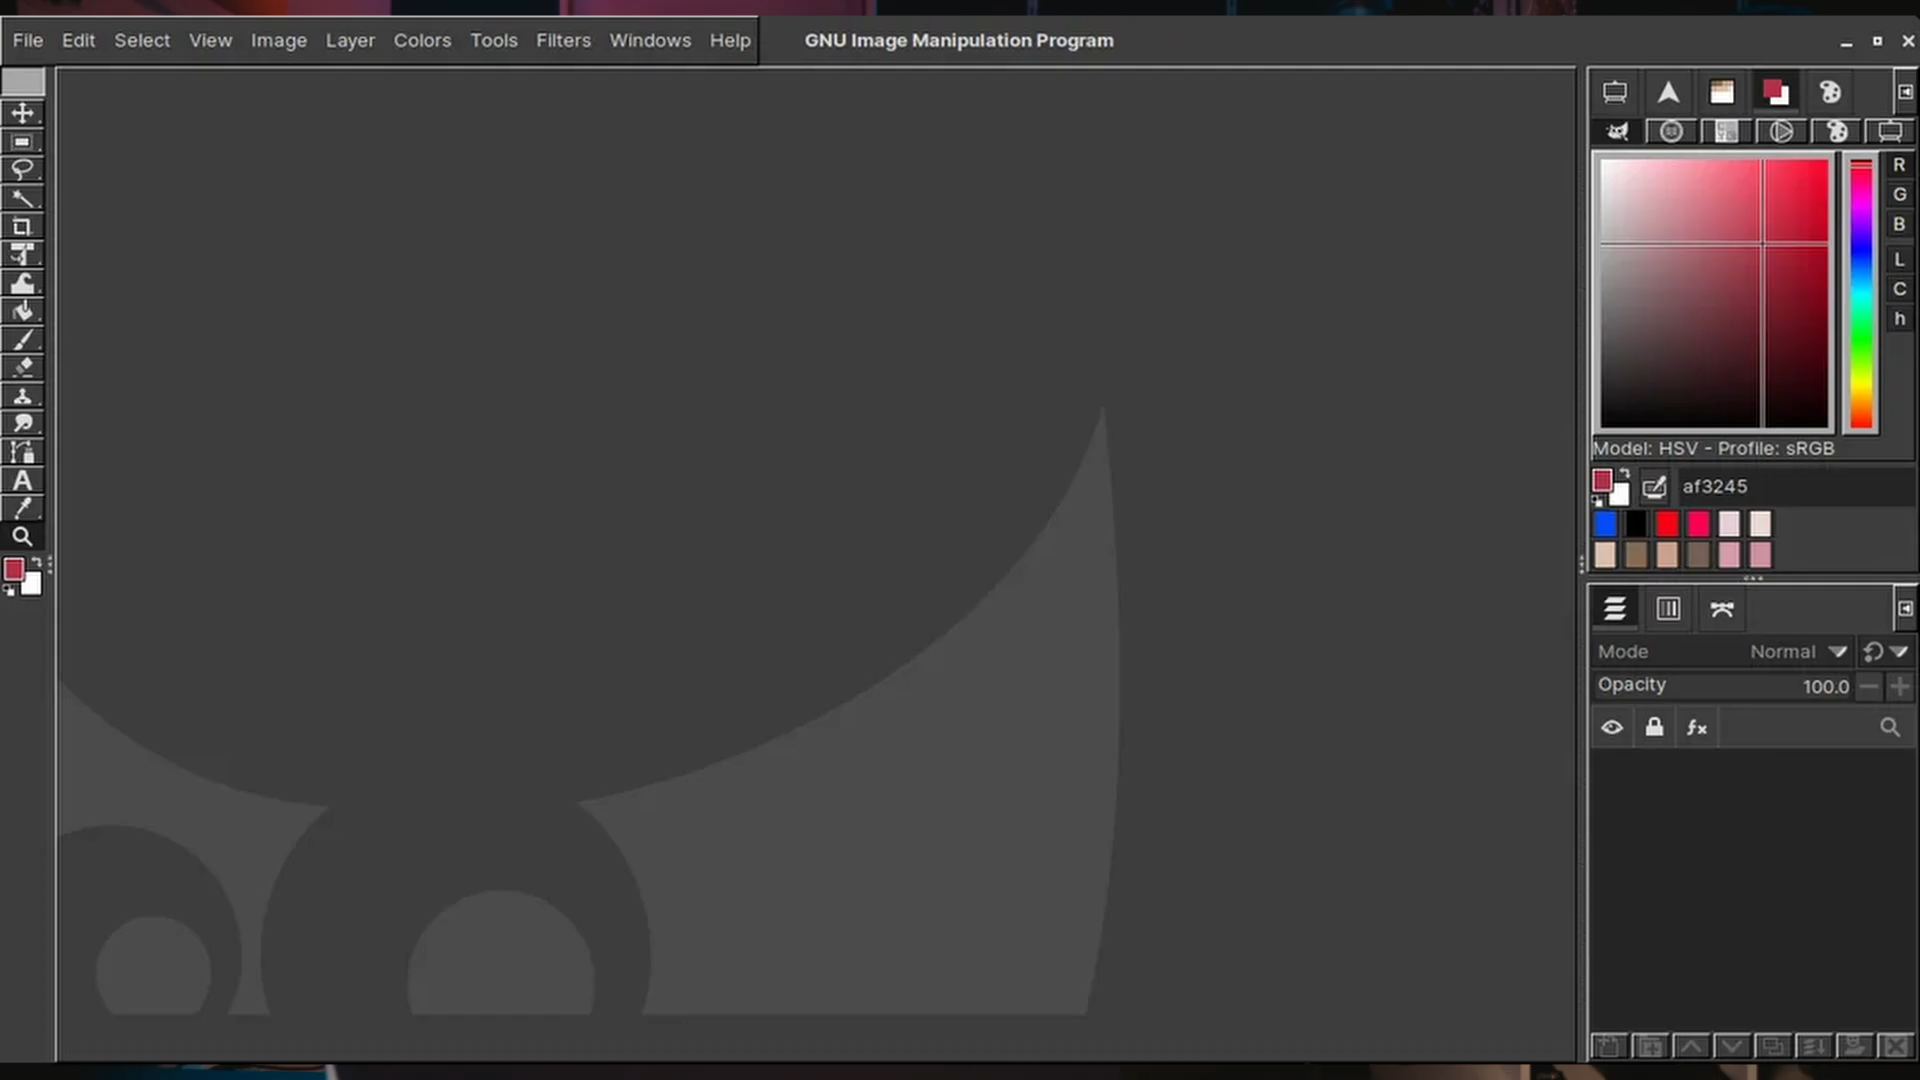 File Edit Select View Image Layer Colors Tools Filters Windows Help GNU Image Manipulation Program
R
G
B
L
C
h
Model: HSV - Profile: sRGB
af3245
A
Mode Normal
Opacity 100.0
fx